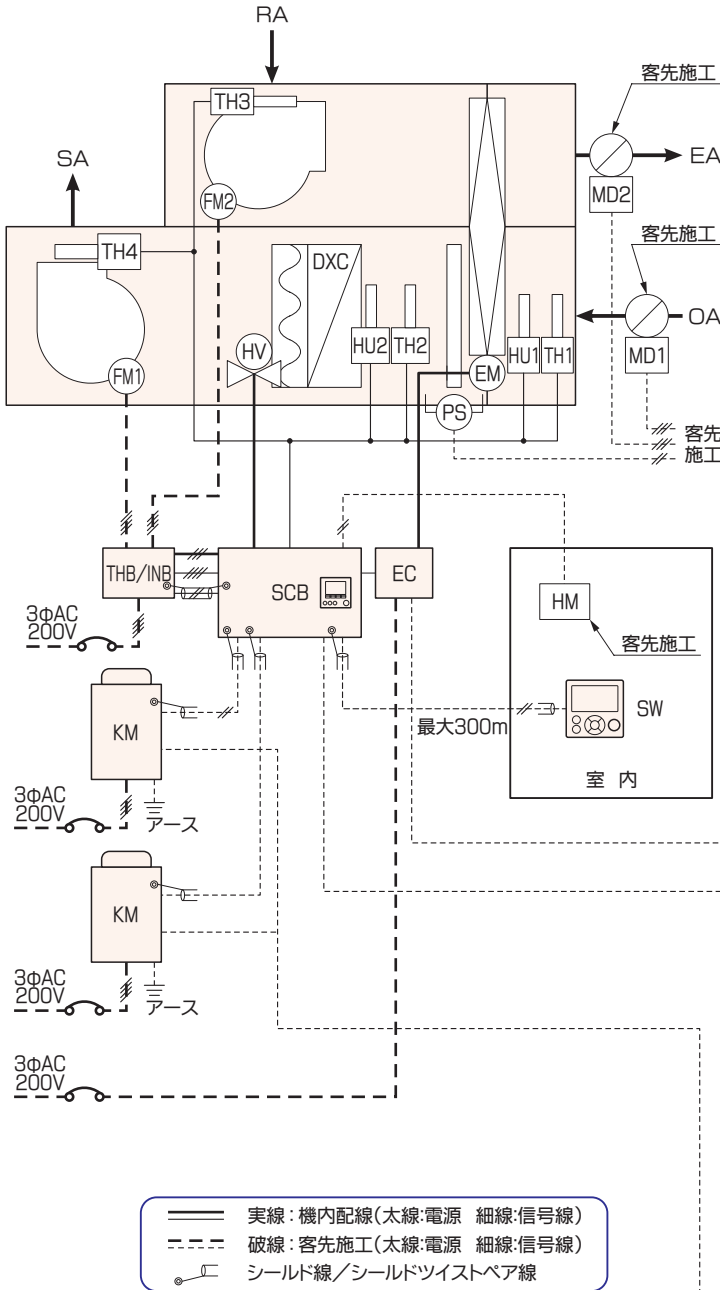 RA
客先施工
TH3
EA
SA
FM2
MD2
客先施工
TH4
DXC
OA
HU2
TH2
HU1
TH1
HV
MD1
FM1
EM
PS
客先
施工
THB/INB
SCB
EC
HM
客先施工
3φAC
200V
KM
SW
最大300m
室内
3φAC
200V
アース
KM
3φAC
200V
アース
3φAC
200V
実線:機内配線(太線:電源 細線:信号線)
破線:客先施工(太線:電源 細線:信号線)
シールド線/シールドツイストペア線